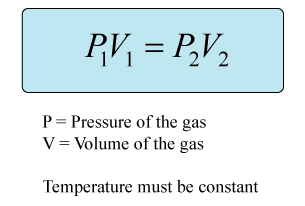 P₁V₁ = P₂V₂
P = Pressure of the gas
V = Volume of the gas
Temperature must be constant